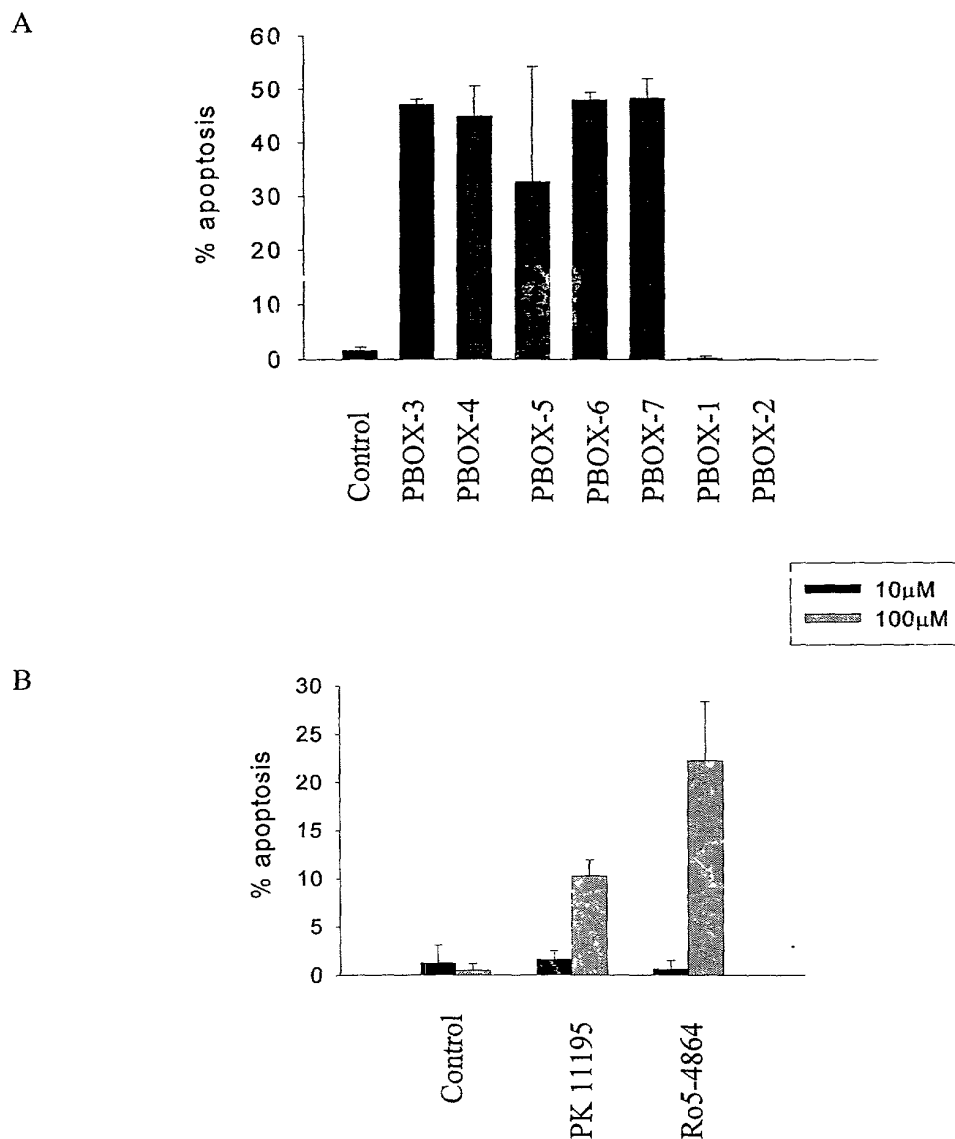 A
% apoptosis
60
50
40
30
20
10
0
Control
PBOX-3
PBOX-4
PBOX-5
PBOX-6
PBOX-7
PBOX-1
PBOX-2
10µM
100µM
B
% apoptosis
30
25
20
15
10
5
0
Control
PK 11195
Ro5-4864